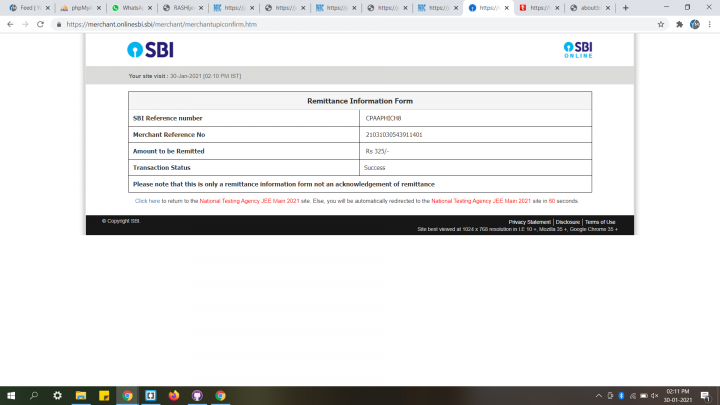 Feed | Y
phpMyA
WhatsA
RASHIjo
https://
https://
https://
https://
https://
https://
https://
about:b
https://merchant.onlinesbi.sbi/merchant/merchantupiconfirm.htm
SBI
SBI
ONLINE
Your site visit : 30-Jan-2021 [02:10 PM IST]
Remittance Information Form
SBI Reference number CPAAPHICHB
Merchant Reference No 21031030543911401
Amount to be Remitted Rs 325/-
Transaction Status Success
Please note that this is only a remittance information form not an acknowledgement of remittance
Click here to return to the National Testing Agency JEE Main 2021 site. Else, you will be automatically redirected to the National Testing Agency JEE Main 2021 site in 60 seconds
© Copyright SBI.
Privacy Statement | Disclosure | Terms of Use
Site best viewed at 1024 x 768 resolution in I.E 10 +, Mozilla 35 +, Google Chrome 35 +
02:11 PM
30-01-2021